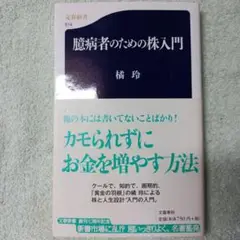 文春新書
臆病者のための株入門
橘 玲
他の本には書いてないことばかり!
カモられずに
お金を増やす方法
クールで、知的で、画期的。
『黄金の羽根』の橘 玲による
株と人生設計「入門の入門」
文藝春秋